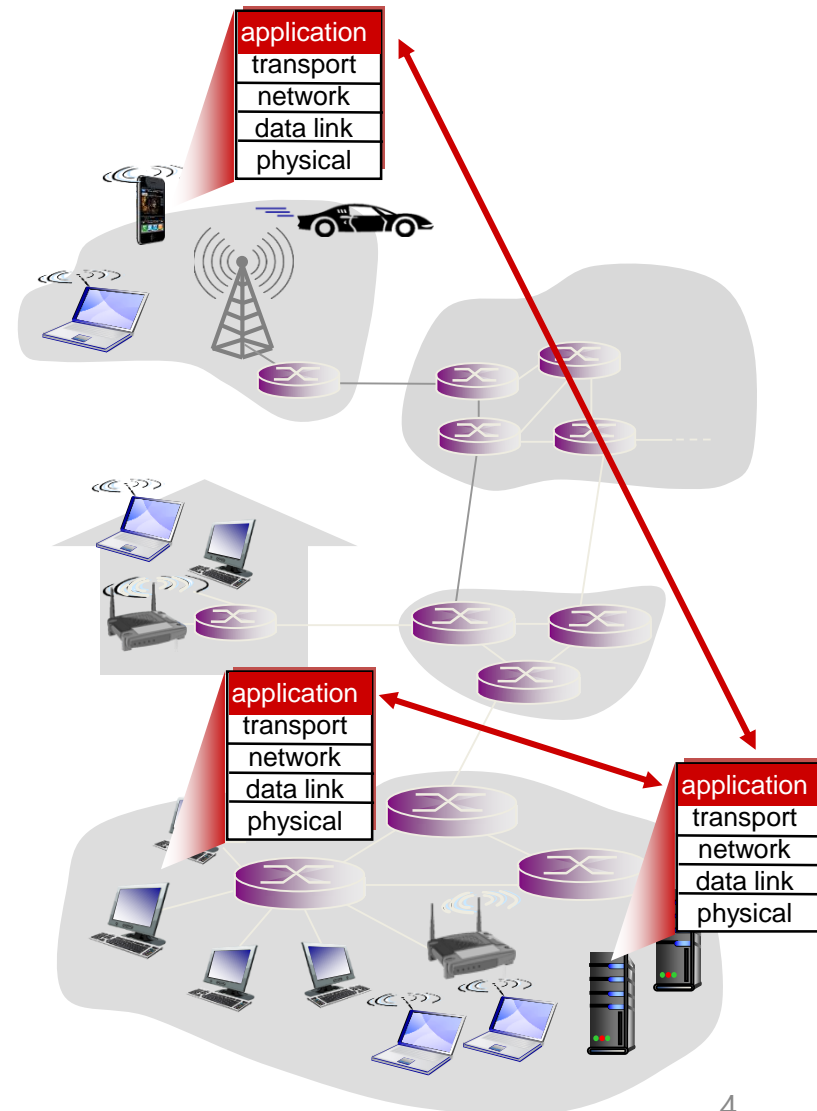 application
transport
network
data link
physical
application
transport
network
data link
physical
application
transport
network
data link
physical
4